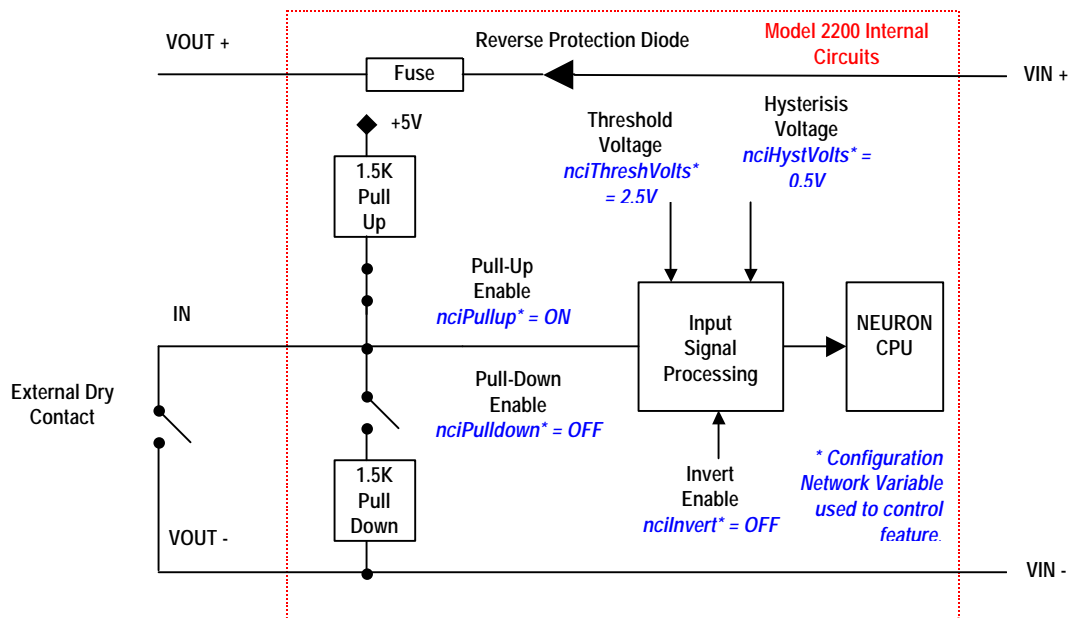 VOUT +
Reverse Protection Diode
Model 2200 Internal
Circuits
Fuse
VIN +
+5V
Threshold
Voltage
nciThreshVolts*
= 2.5V
Hysterisis
Voltage
nciHystVolts* =
0.5V
1.5K
Pull
Up
Pull-Up
Enable
nciPullup* = ON
IN
Input
Signal
Processing
NEURON
CPU
External Dry
Contact
Pull-Down
Enable
nciPulldown* = OFF
1.5K
Pull
Down
Invert
Enable
nciInvert* = OFF
* Configuration
Network Variable
used to control
feature.
VOUT -
VIN -